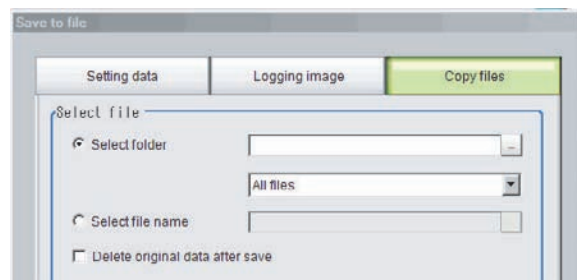 Save to file
Setting data Logging image Copy files
Select file
Select folder
...
All files
Select file name
Delete original data after save